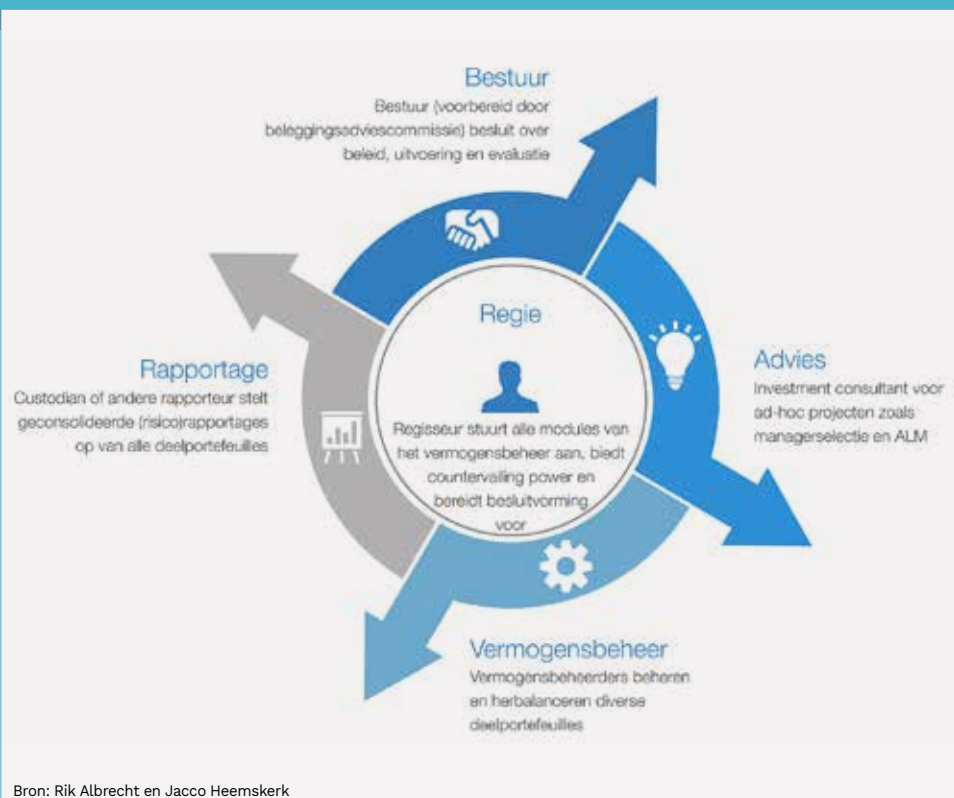 Bestuur
Bestuur (voorbereid door
beleggingsadviescommissie) besluit over
beleid, uitvoering en evaluatie
Regie
Regisseur stuurt alle modules van
het vermogensbeheer aan, biedt
countervailing power en
bereidt besluitvorming
voor
Advies
Investment consultant voor
ad-hoc projecten zoals
managerselectie en ALM
Rapportage
Custodian of andere rapporteur stelt
geconsolideerde (risico)rapportages
op van alle deelportefeuilles
Vermogensbeheer
Vermogensbeheerders beheren
en herbalanceren diverse
deelportefeuilles
Bron: Rik Albrecht en Jacco Heemskerk